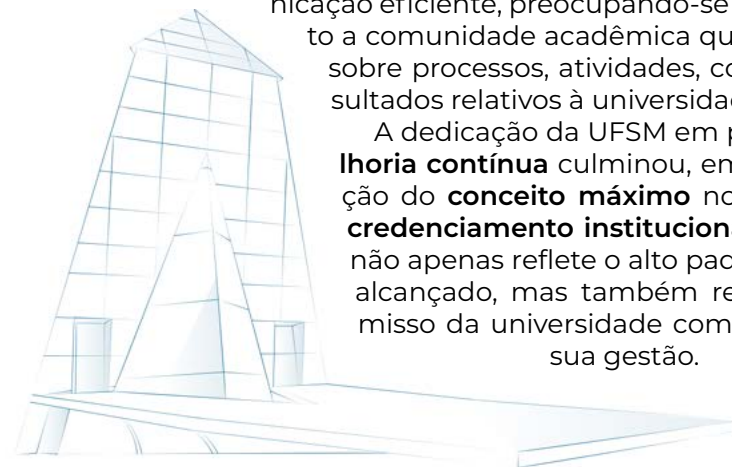 nicação eficiente, preocupando-se
to a comunidade acadêmica qu
sobre processos, atividades, co
sultados relativos à universidad
A dedicação da UFSM em p
lhoria contínua culminou, em
ção do conceito máximo no
credenciamento instituciona
não apenas reflete o alto pad
alcançado, mas também re
misso da universidade com
sua gestão.